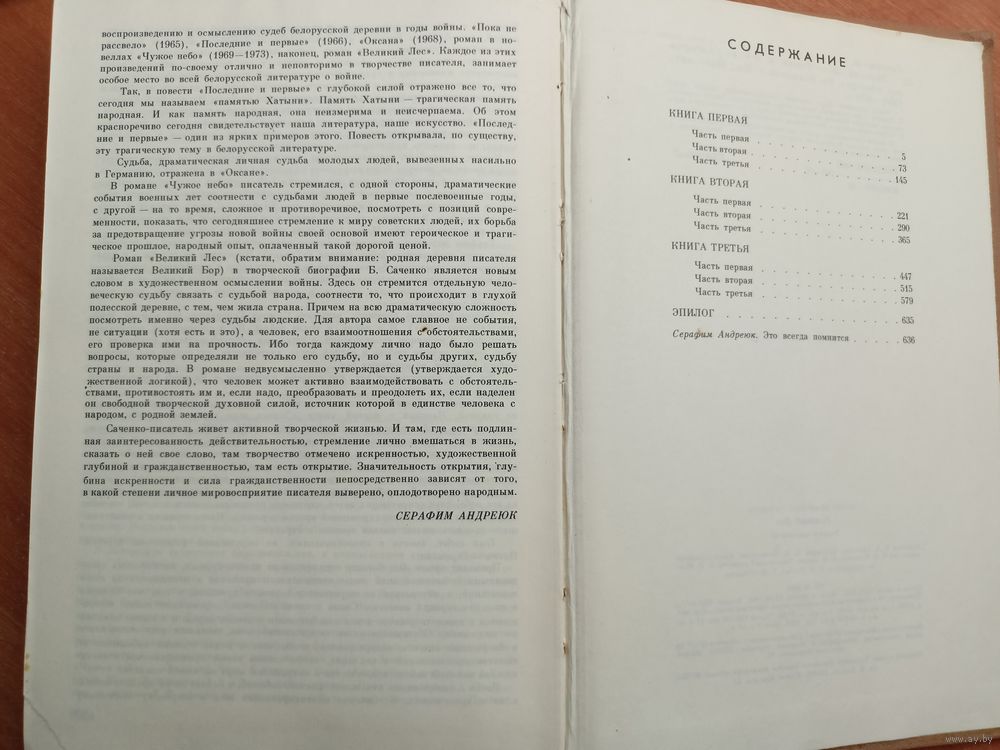 воспроизведению и осмыслению судеб белорусской деревни в годы войны. «Пока не
рассвело» (1965), «Последние и первые» (1966), «Оксана» (1968), роман в но-
веллах «Чужое небо» (1969—1973), наконец, роман «Великий Лес». Каждое из этих
произведений по-своему отлично и неповторимо в творчестве писателя, занимает
особое место во всей белорусской литературе о войне.
Так, в повести «Последние и первые» с глубокой силой отражено все то, что
сегодня мы называем «памятью Хатыни». Память Хатыни — трагическая память
народная. И как память народная, она неизмерима и неисчерпаема. Об этом
красноречиво сегодня свидетельствует наша литература, наше искусство. «Послед-
ние и первые» — один из ярких примеров этого. Повесть открывала, по существу,
эту трагическую тему в белорусской литературе.
Судьба, драматическая личная судьба молодых людей, вывезенных насильно
в Германию, отражена в «Оксане».
В романе «Чужое небо» писатель стремился, с одной стороны, драматические
события военных лет соотнести с судьбами людей в первые послевоенные годы,
с другой — на то время, сложное и противоречивое, посмотреть с позиций совре-
менности, показать, что сегодняшнее стремление к миру советских людей, их борьба
за предотвращение угрозы новой войны своей основой имеют героическое и траги-
ческое прошлое, народный опыт, оплаченный такой дорогой ценой.
Роман «Великий Лес» (кстати, обратим внимание: родная деревня писателя
называется Великий Бор) в творческой биографии Б. Саченко является новым
словом в художественном осмыслении войны. Здесь он стремится отдельную чело-
веческую судьбу связать с судьбой народа, соотнести то, что происходит в глухой
полесской деревне, с тем, чем жила страна. Причем на всю драматическую сложность
посмотреть именно через судьбы людские. Для автора самое главное не события,
не ситуации (хотя есть и это), а человек, его взаимоотношения с обстоятельствами,
его проверка ими на прочность. Ибо тогда каждому лично надо было решать
вопросы, которые определяли не только его судьбу, но и судьбы других, судьбу
страны и народа. В романе недвусмысленно утверждается (утверждается худо-
жественной логикой), что человек может активно взаимодействовать с обстоятель-
ствами, противостоять им и, если надо, преобразовать и преодолеть их, если наделен
он свободной творческой духовной силой, источник которой в единстве человека с
народом, с родной землей.
Саченко-писатель живет активной творческой жизнью. И там, где есть подлин-
ная заинтересованность действительностью, стремление лично вмешаться в жизнь,
сказать о ней свое слово, там творчество отмечено искренностью, художественной
глубиной и гражданственностью, там есть открытие. Значительность открытия, глу-
бина искренности и сила гражданственности непосредственно зависят от того,
в какой степени личное мировосприятие писателя выверено, оплодотворено народным.
СЕРАФИМ АНДРЕЮК
СОДЕРЖАНИЕ
КНИГА ПЕРВАЯ
Часть первая . . . . . . . . . . 5
Часть вторая . . . . . . . . . . 73
Часть третья . . . . . . . . . . 145
КНИГА ВТОРАЯ
Часть первая . . . . . . . . . . 221
Часть вторая . . . . . . . . . . 290
Часть третья . . . . . . . . . . 365
КНИГА ТРЕТЬЯ
Часть первая . . . . . . . . . . 447
Часть вторая . . . . . . . . . . 515
Часть третья . . . . . . . . . . 579
ЭПИЛОГ . . . . . . . . . . 635
Серафим Андреюк. Это всегда помнится . . . . . 636
www.ay.by